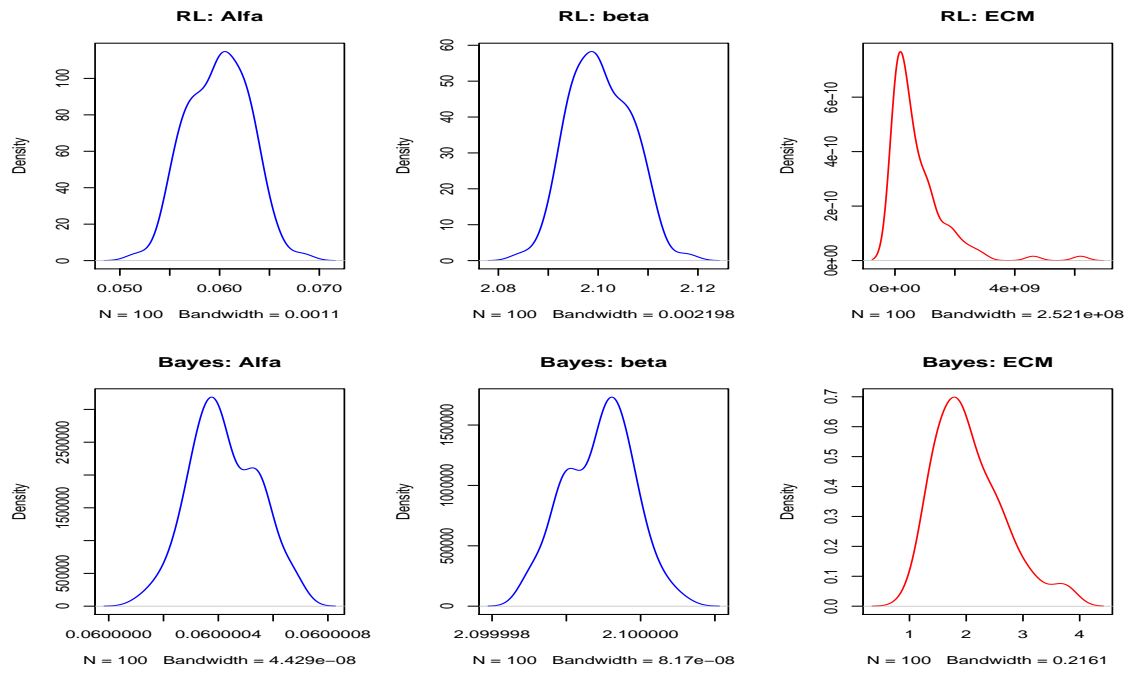 RL: Alfa
Density
0 20 40 60 80 100
0.050 0.060 0.070
N = 100 Bandwidth = 0.0011
RL: beta
Density
0 10 20 30 40 50 60
2.08 2.10 2.12
N = 100 Bandwidth = 0.002198
RL: ECM
Density
0e+00 2e−10 4e−10 6e−10
0e+00 4e+09
N = 100 Bandwidth = 2.521e+08
Bayes: Alfa
Density
0 500000 1500000 2500000
0.0600000 0.0600004 0.0600008
N = 100 Bandwidth = 4.429e−08
Bayes: beta
Density
0 500000 1000000 1500000
2.0999998 2.100000
N = 100 Bandwidth = 8.17e−08
Bayes: ECM
Density
0.0 0.1 0.2 0.3 0.4 0.5 0.6 0.7
1 2 3 4
N = 100 Bandwidth = 0.2161